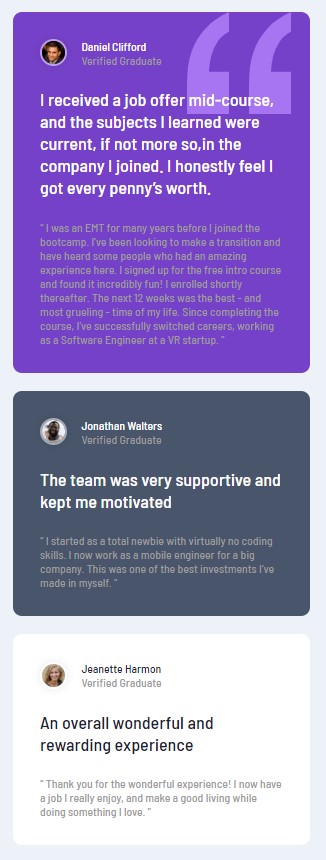 Daniel Clifford
Verified Graduate
I received a job offer mid-course,
and the subjects I learned were
current, if not more so,in the
company I joined. I honestly feel I
got every penny’s worth.
“ I was an EMT for many years before I joined the
bootcamp. I’ve been looking to make a transition and
have heard some people who had an amazing
experience here. I signed up for the free intro course
and found it incredibly fun! I enrolled shortly
thereafter. The next 12 weeks was the best - and
most grueling - time of my life. Since completing the
course, I’ve successfully switched careers, working
as a Software Engineer at a VR startup. ”
Jonathan Walters
Verified Graduate
The team was very supportive and
kept me motivated
“ I started as a total newbie with virtually no coding
skills. I now work as a mobile engineer for a big
company. This was one of the best investments I’ve
made in myself. ”
Jeanette Harmon
Verified Graduate
An overall wonderful and
rewarding experience
“ Thank you for the wonderful experience! I now have
a job I really enjoy, and make a good living while
doing something I love. ”